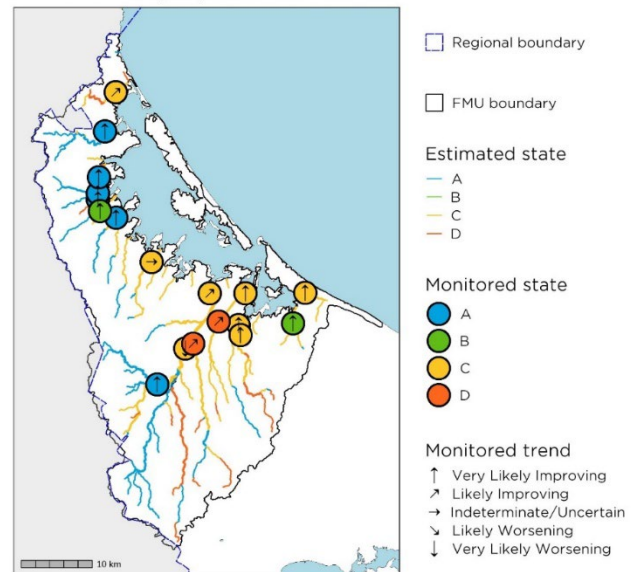 Regional boundary
FMU boundary
Estimated state
A
B
C
D
Monitored state
A
B
C
D
Monitored trend
Very Likely Improving
Likely Improving
Indeterminate/Uncertain
Likely Worsening
Very Likely Worsening
10 km